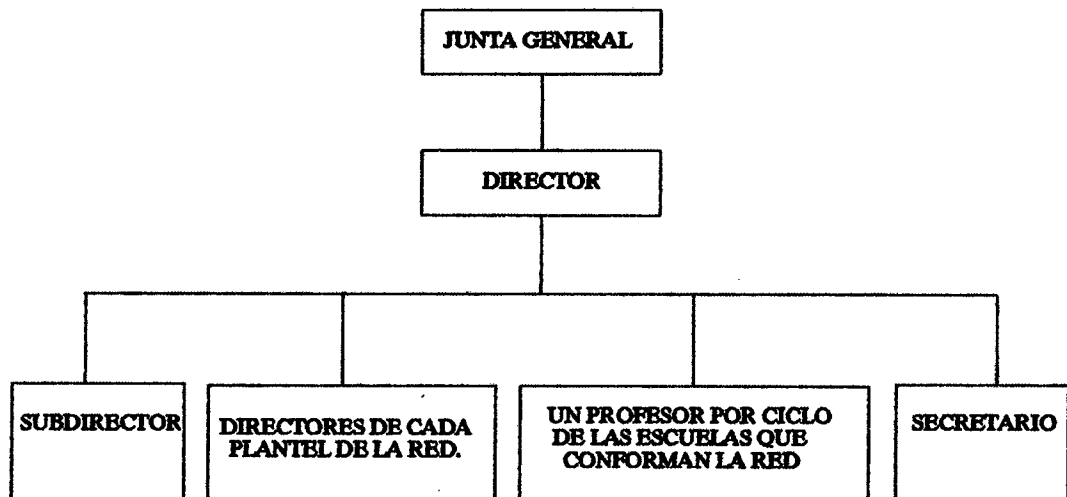 JUNTA GENERAL
DIRECTOR
SUBDIRECTOR
DIRECTORES DE CADA
PLANTEL DE LA RED.
UN PROFESOR POR CICLO
DE LAS ESCUELAS QUE
CONFORMAN LA RED
SECRETARIO